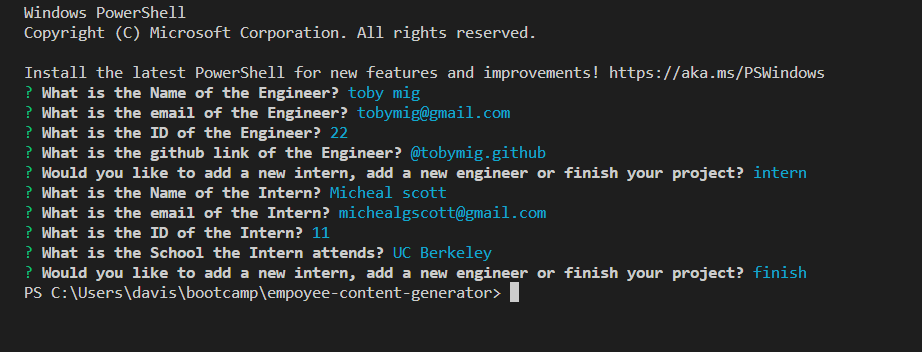 Windows PowerShell
Copyright (C) Microsoft Corporation. All rights reserved.
Install the latest PowerShell for new features and improvements! https://aka.ms/PSWindows
? What is the Name of the Engineer? toby mig
? What is the email of the Engineer? tobymig@gmail.com
? What is the ID of the Engineer? 22
? What is the github link of the Engineer? @tobymig.github
? Would you like to add a new intern, add a new engineer or finish your project? intern
? What is the Name of the Intern? Micheal scott
? What is the email of the Intern? michealgscott@gmail.com
? What is the ID of the Intern? 11
? What is the School the Intern attends? UC Berkeley
? Would you like to add a new intern, add a new engineer or finish your project? finish
PS C:\Users\davis\bootcamp\empoyee-content-generator>